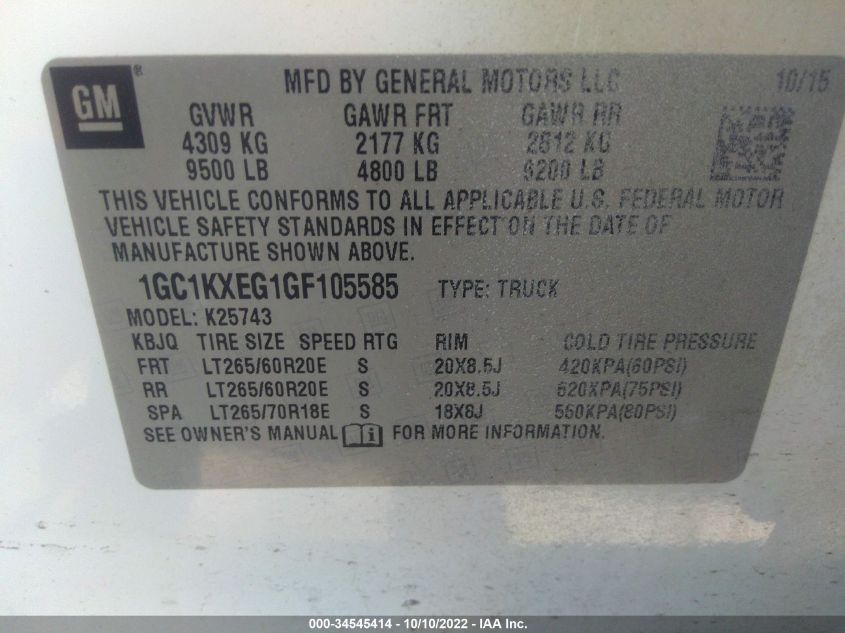 GM ® MFD BY GENERAL MOTORS LLC 10/15
GVWR GAWR FRT GAWR RR
4309 KG 2177 KG 2812 KG
9500 LB 4800 LB 6200 LB
THIS VEHICLE CONFORMS TO ALL APPLICABLE U.S. FEDERAL MOTOR
VEHICLE SAFETY STANDARDS IN EFFECT ON THE DATE OF
MANUFACTURE SHOWN ABOVE.
1GC1KXEG1GF105585 TYPE: TRUCK
MODEL: K25743
KBJQ TIRE SIZE SPEED RTG RIM COLD TIRE PRESSURE
FRT LT265/60R20E S 20X8.5J 420KPA(60PSI)
RR LT265/60R20E S 20X8.5J 520KPA(75PSI)
SPA LT265/70R18E S 18X8J 550KPA(80PSI)
SEE OWNER'S MANUAL FOR MORE INFORMATION.
000-34545414 - 10/10/2022 - IAA Inc.